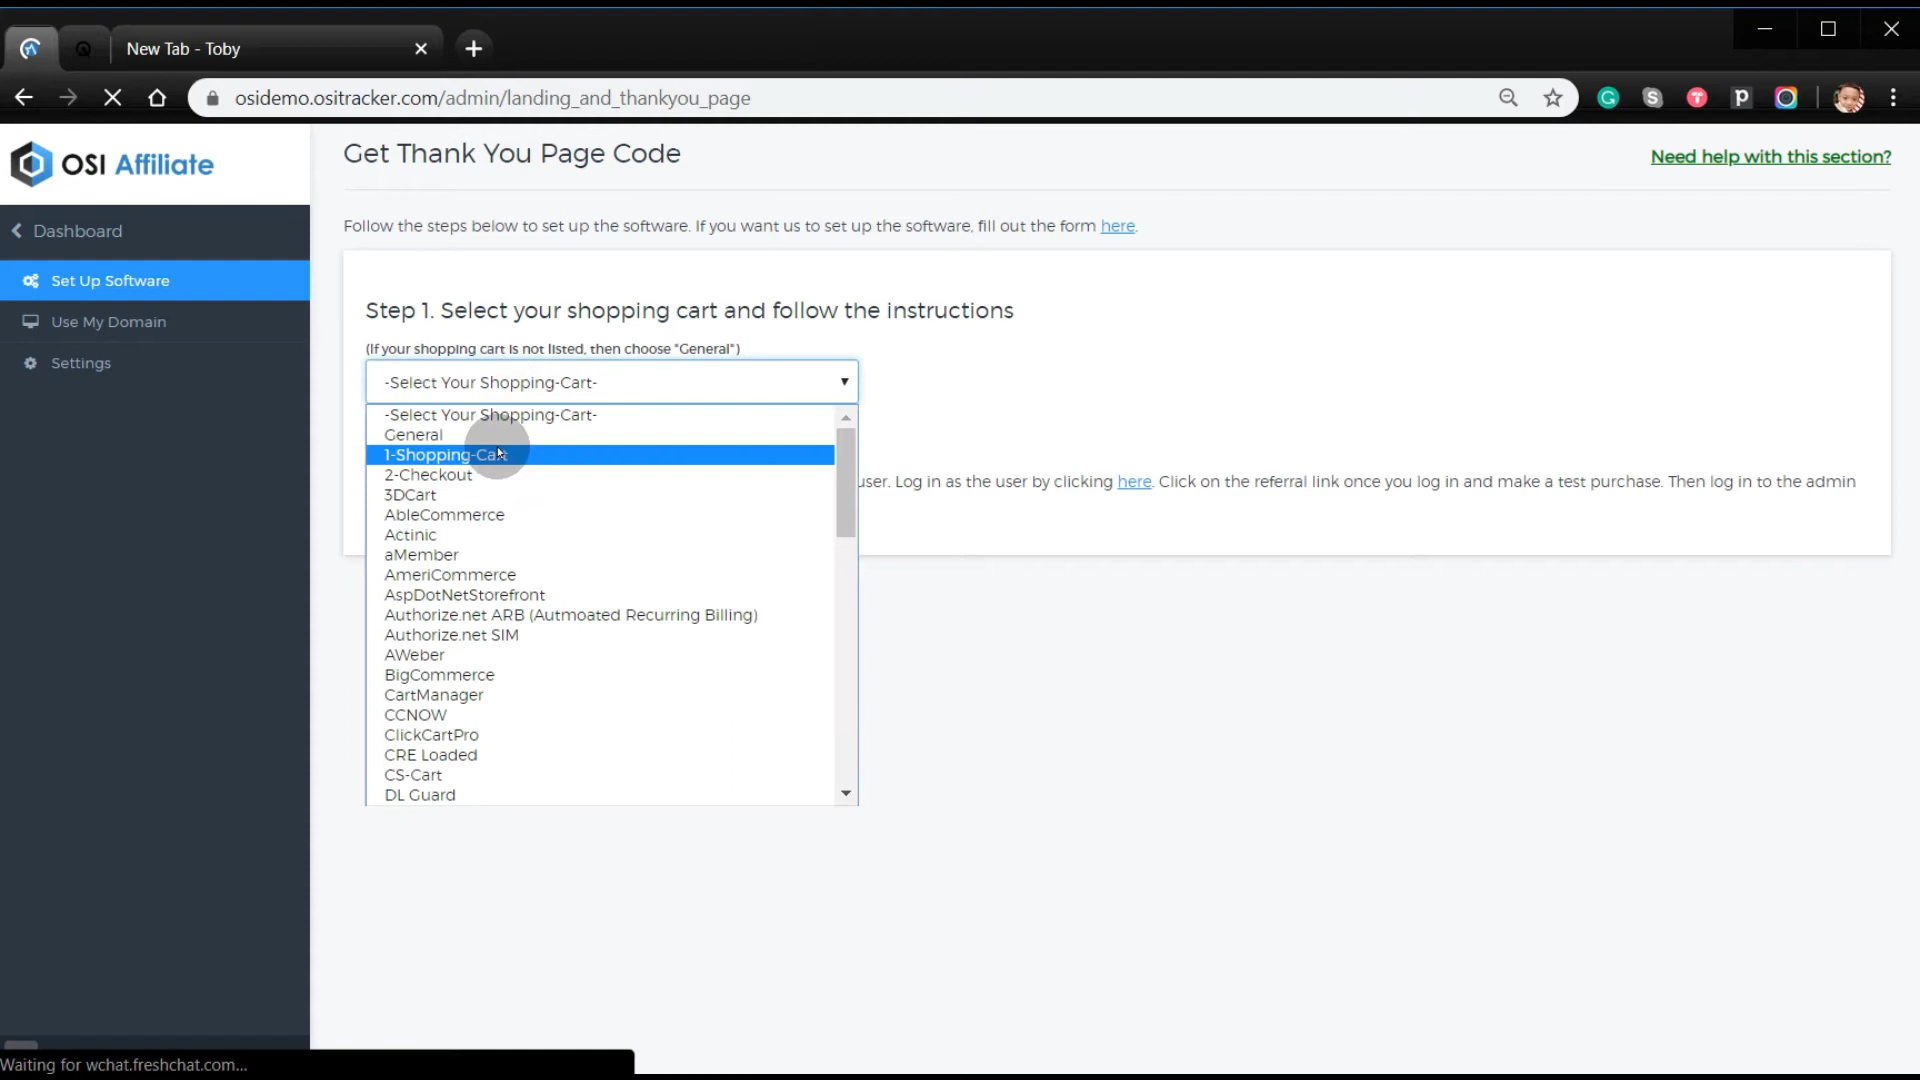 New Tab - Toby
osidemo.ositracker.com/admin/landing_and_thankyou_page
OSI Affiliate
Get Thank You Page Code
Need help with this section?
Dashboard
Follow the steps below to set up the software. If you want us to set up the software, fill out the form here.
Set Up Software
Use My Domain
Settings
Step 1. Select your shopping cart and follow the instructions
(If your shopping cart is not listed, then choose "General")
-Select Your Shopping-Cart-
-Select Your Shopping-Cart-
General
1-Shopping-Cart
2-Checkout
3DCart
user. Log in as the user by clicking here. Click on the referral link once you log in and make a test purchase. Then log in to the admin
AbleCommerce
Actinic
aMember
AmeriCommerce
AspDotNetStorefront
Authorize.net ARB (Autmoated Recurring Billing)
Authorize.net SIM
AWeber
BigCommerce
CartManager
CCNOW
ClickCartPro
CRE Loaded
CS-Cart
DL Guard
Waiting for wchat.freshchat.com...